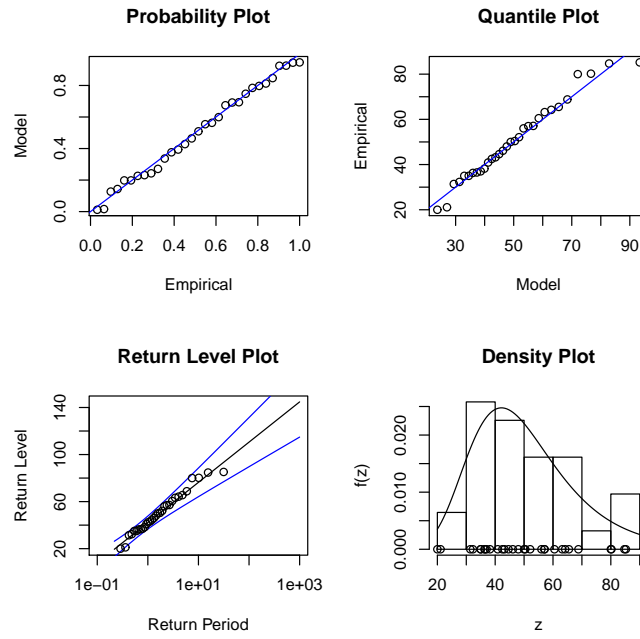 Probability Plot
Model
0.0 0.4 0.8
0.0 0.2 0.4 0.6 0.8 1.0
Empirical
Quantile Plot
Empirical
20 40 60 80
30 50 70 90
Model
Return Level Plot
Return Level
20 60 100 140
1e−01 1e+01 1e+03
Return Period
Density Plot
f(z)
0.000 0.010 0.020
20 40 60 80
z